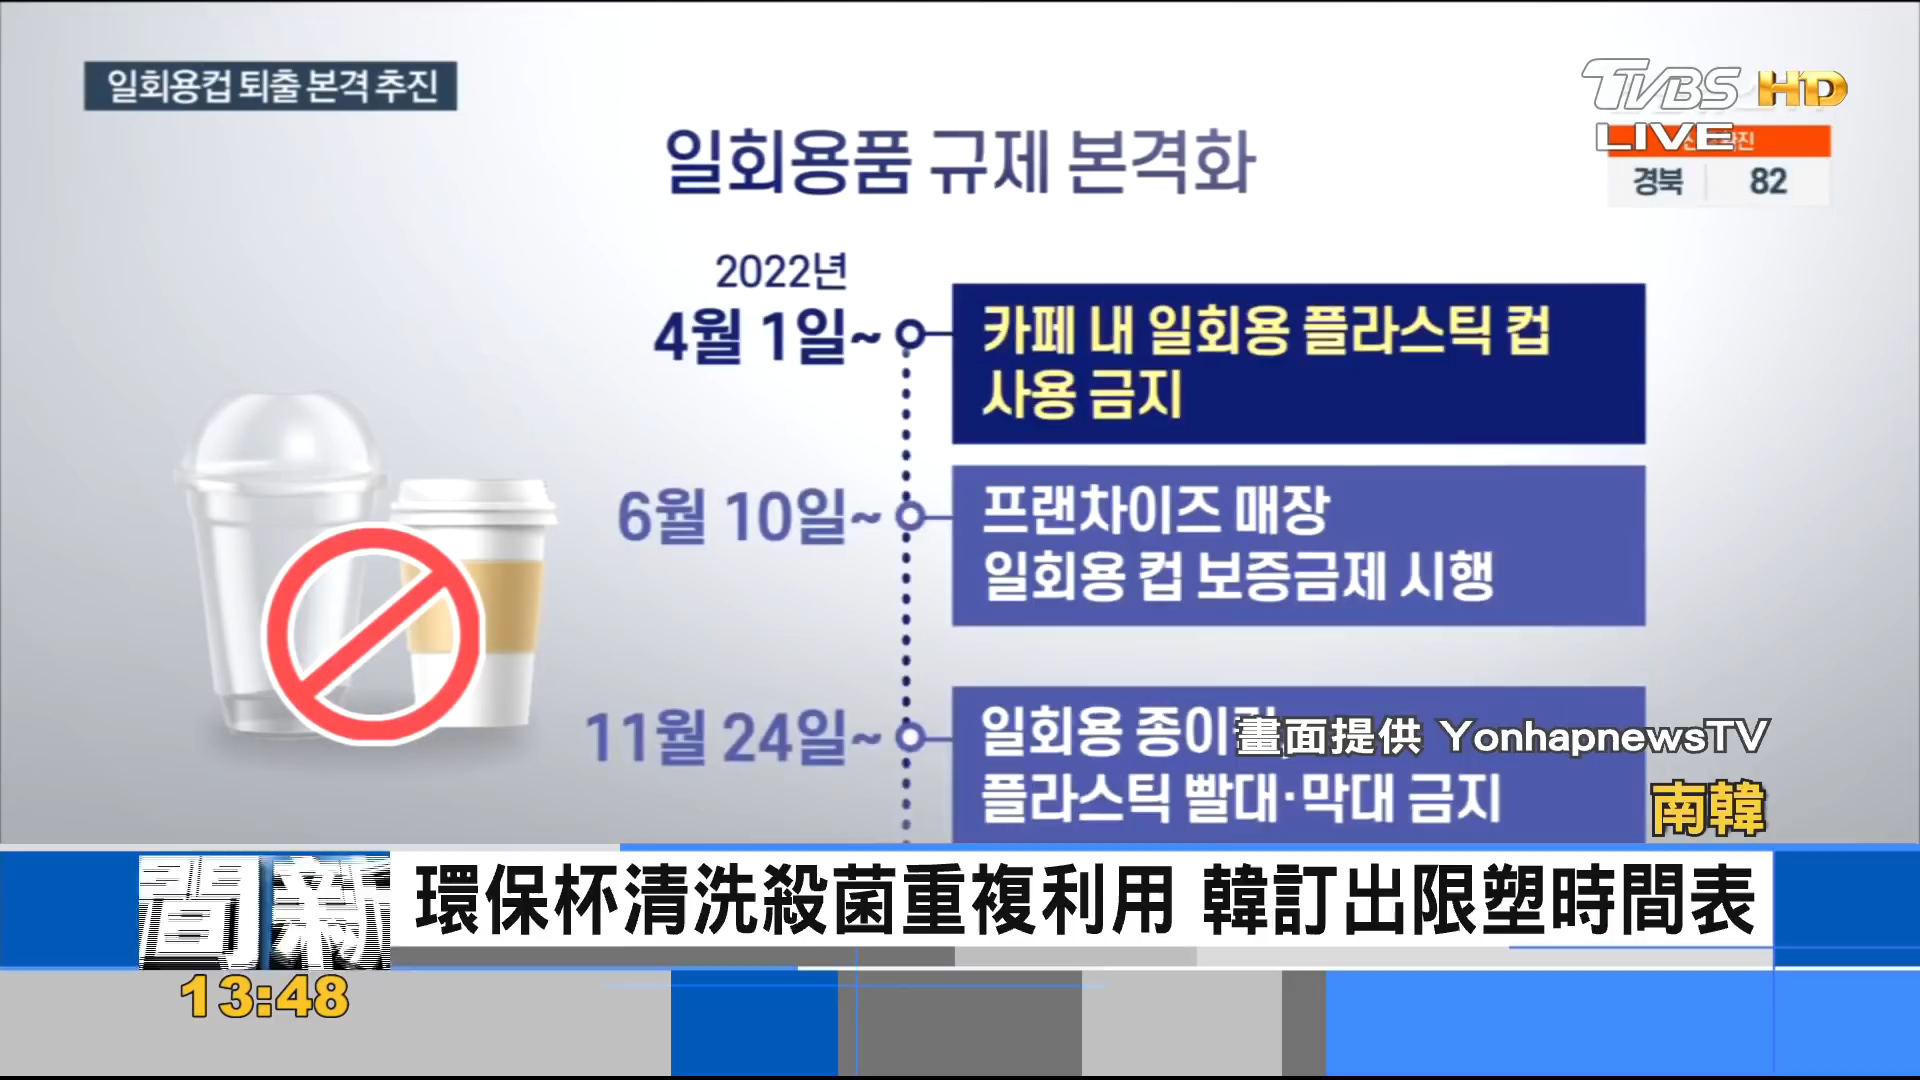 일회용컵 퇴출 본격 추진
TVBS HD
LIVE
경북 82
일회용품 규제 본격화
2022년
4월 1일~
카페 내 일회용 플라스틱 컵
사용 금지
6월 10일~
프랜차이즈 매장
일회용 컵 보증금제 시행
11월 24일~
일회용 종이
플라스틱 빨대·막대 금지
畫面提供 YonhapnewsTV
南韓
新聞
環保杯清洗殺菌重複利用 韓訂出限塑時間表
13:48